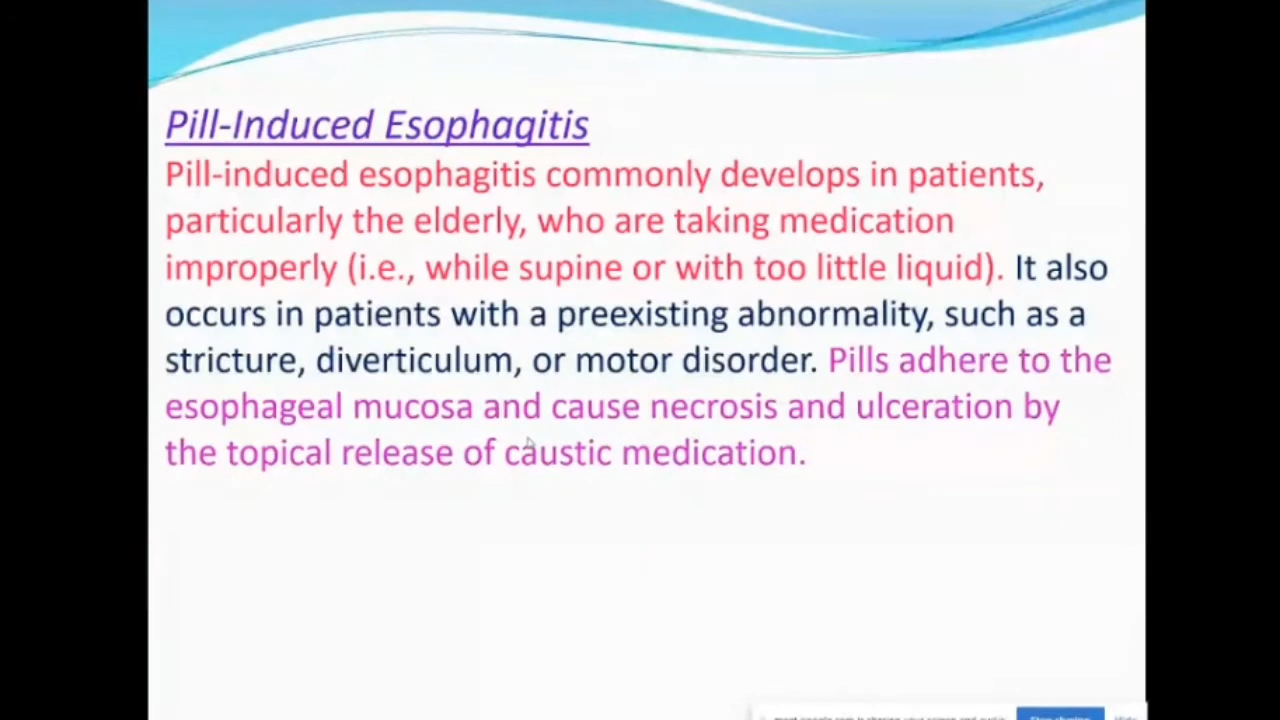 Pill-Induced Esophagitis
Pill-induced esophagitis commonly develops in patients,
particularly the elderly, who are taking medication
improperly (i.e., while supine or with too little liquid). It also
occurs in patients with a preexisting abnormality, such as a
stricture, diverticulum, or motor disorder. Pills adhere to the
esophageal mucosa and cause necrosis and ulceration by
the topical release of caustic medication.